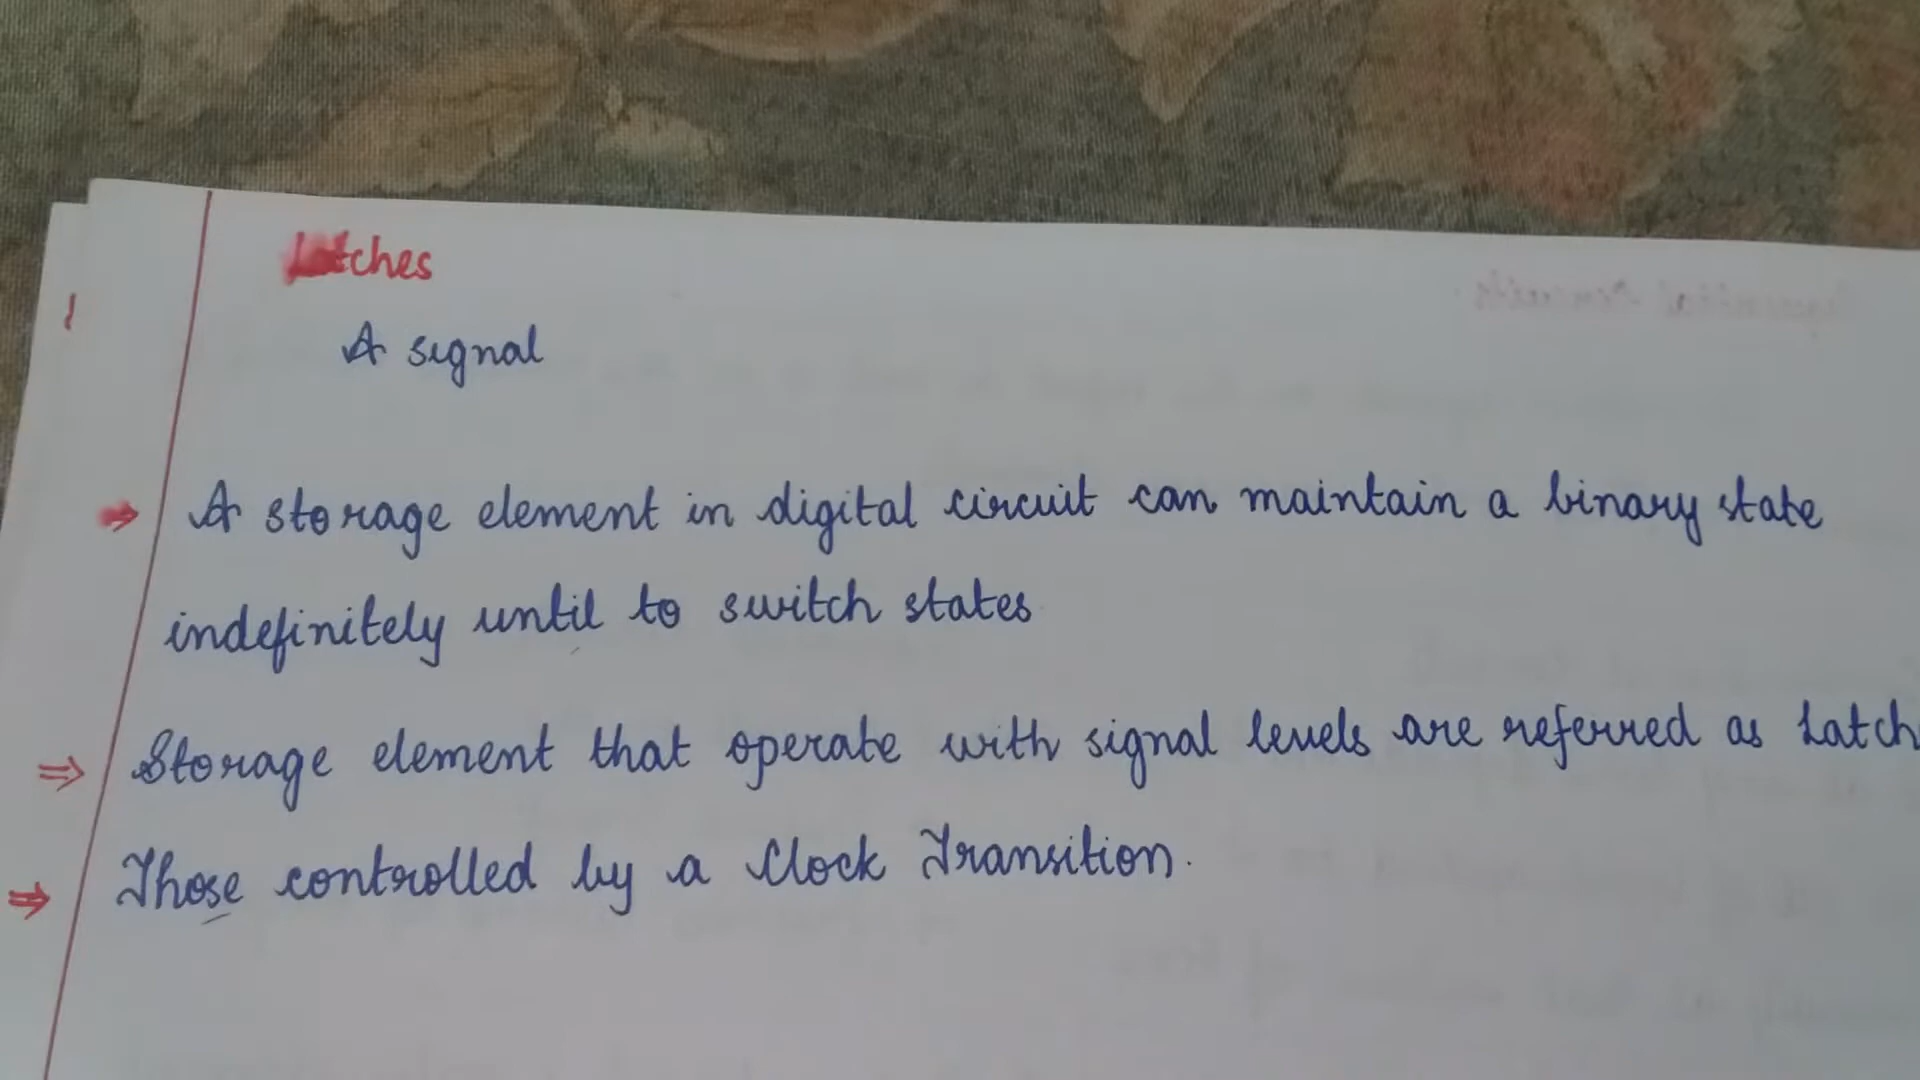 Latches
A signal
⇒ A storage element in digital circuit can maintain a binary state
indefinitely until to switch states
⇒ Storage element that operate with signal levels are referred as Latch
⇒ Those controlled by a Clock Transition.